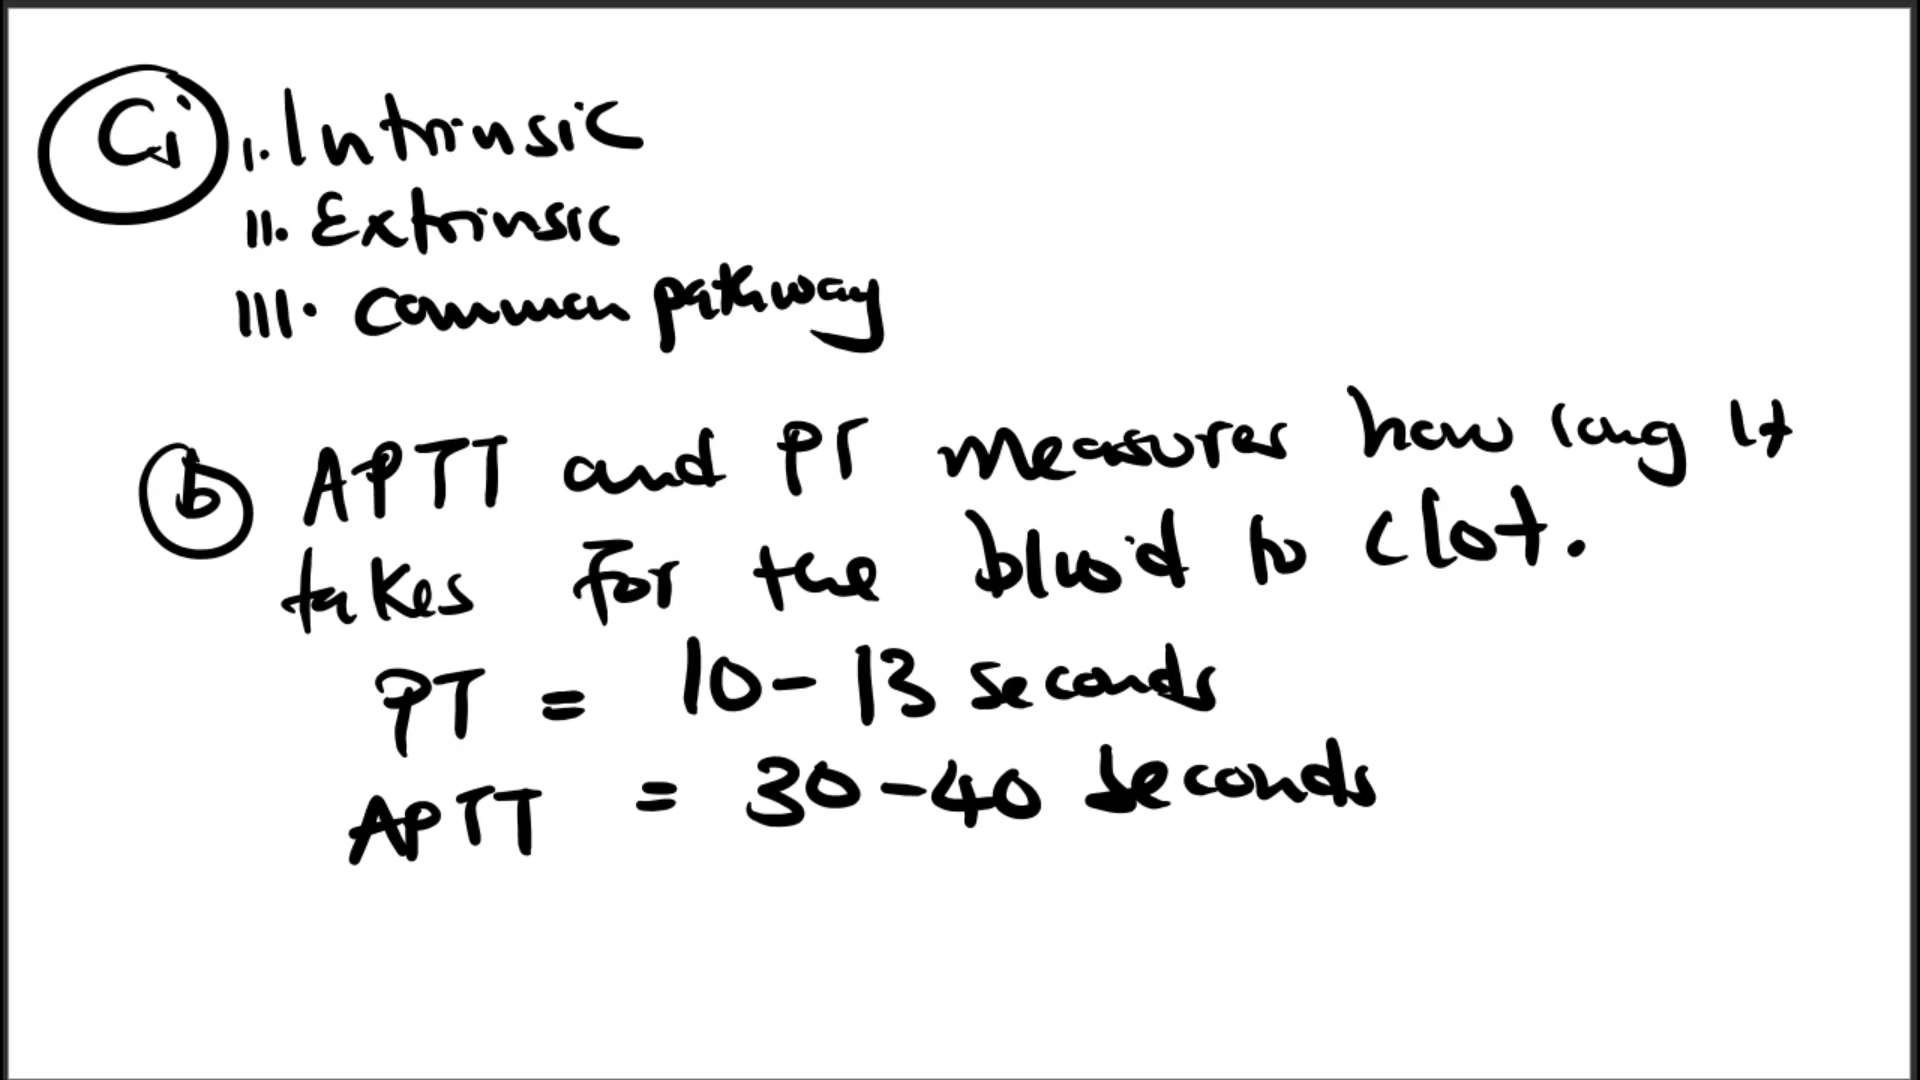 Ci I. Intrinsic
II. Extrinsic
III. Common pathway
b APTT and PT measures how long it
takes for the blood to clot.
PT = 10-13 seconds
APTT = 30-40 seconds